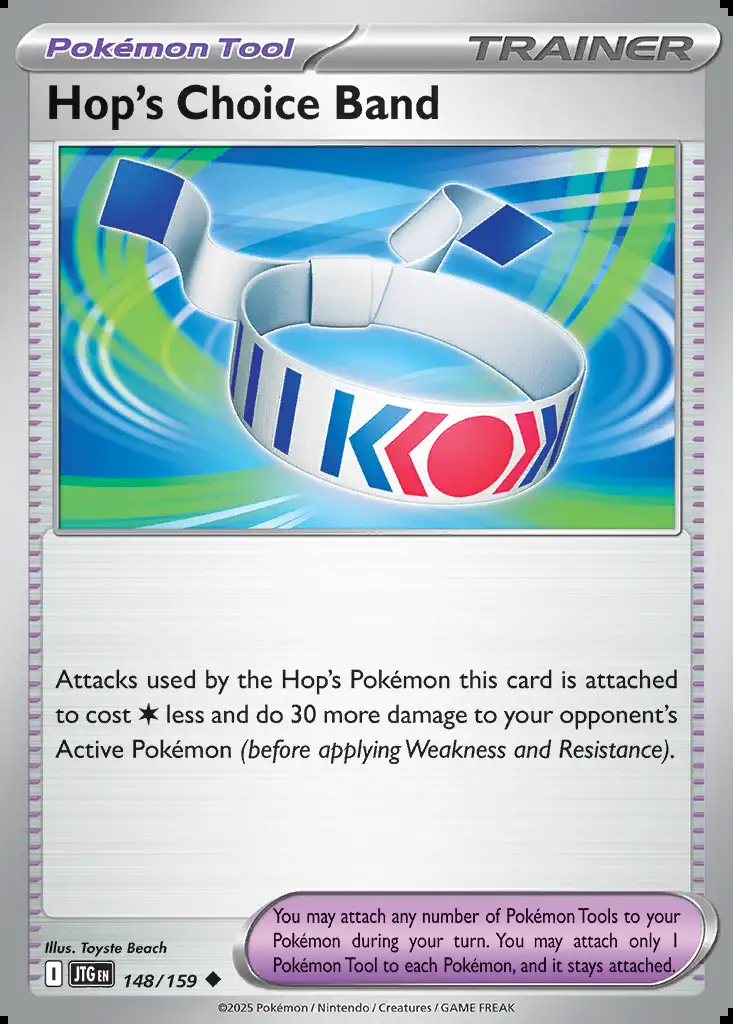 Pokémon Tool
TRAINER
Hop's Choice Band
Attacks used by the Hop's Pokémon this card is attached
to cost ✶ less and do 30 more damage to your opponent's
Active Pokémon (before applying Weakness and Resistance).
You may attach any number of Pokémon Tools to your
Pokémon during your turn. You may attach only 1
Pokémon Tool to each Pokémon, and it stays attached.
Illus. Toyste Beach
I JTG EN 148/159 ◆
©2025 Pokémon / Nintendo / Creatures / GAME FREAK